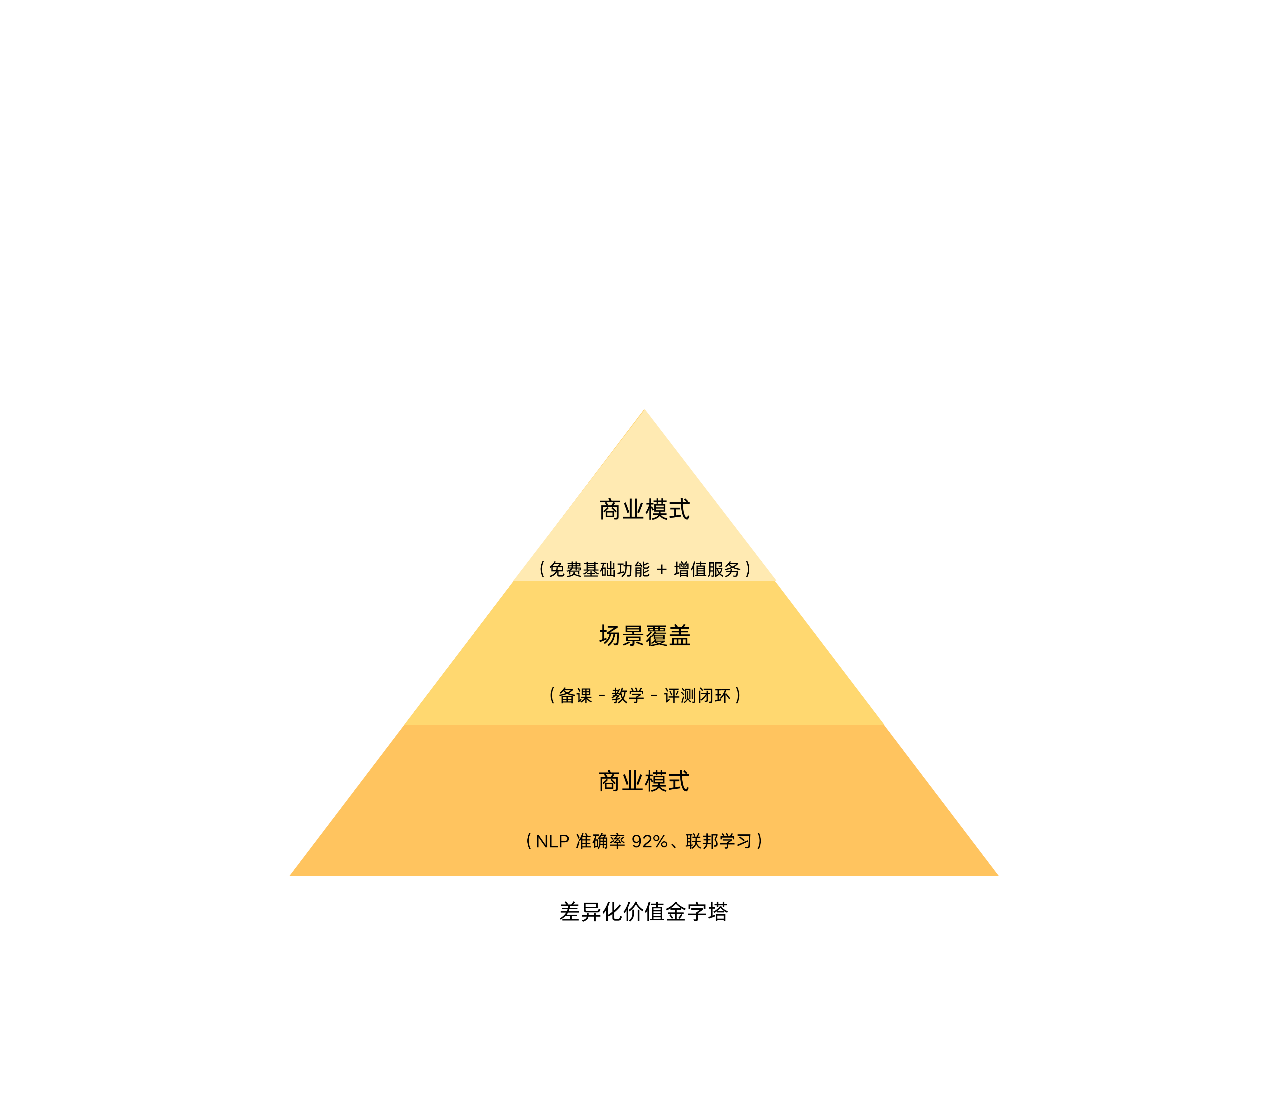 商业模式
（免费基础功能 + 增值服务）
场景覆盖
（备课 - 教学 - 评测闭环）
商业模式
（NLP 准确率 92%、联邦学习）
差异化价值金字塔